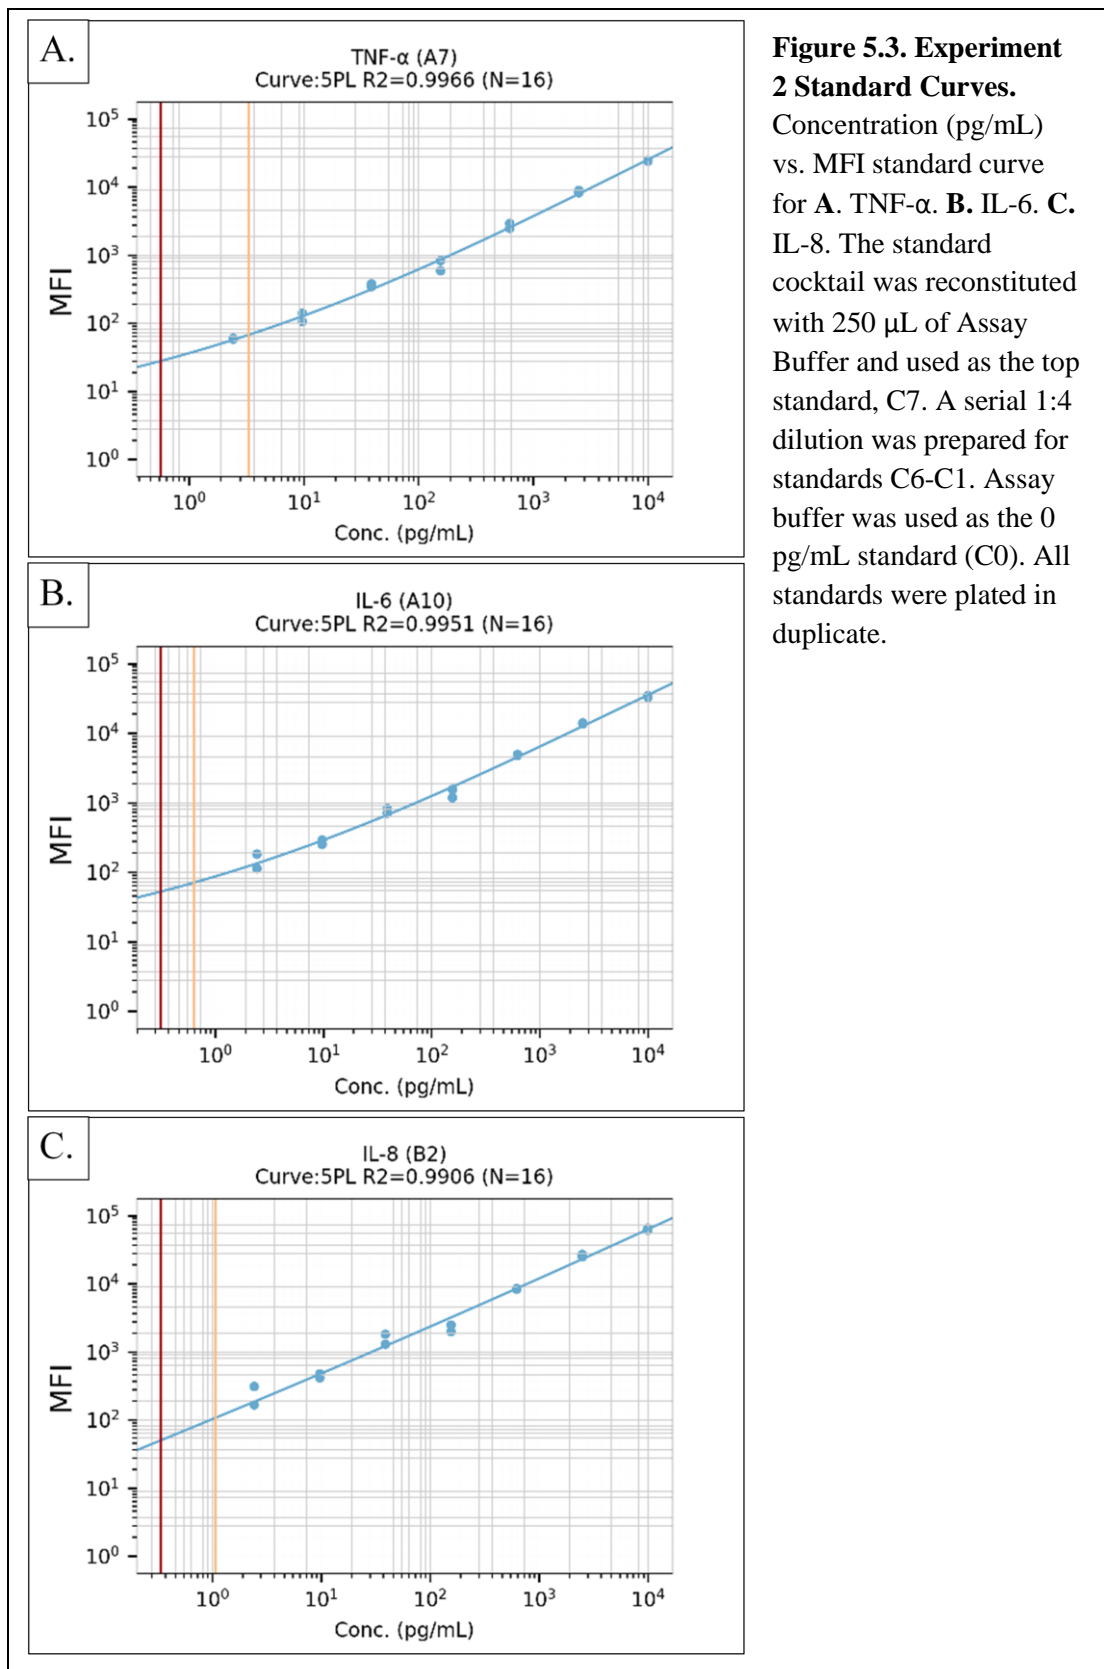 A.
TNF-α (A7)
Curve:5PL R2=0.9966 (N=16)
10⁵
10⁴
10³
10²
10¹
10⁰
MFI
10⁰ 10¹ 10² 10³ 10⁴
Conc. (pg/mL)
B.
IL-6 (A10)
Curve:5PL R2=0.9951 (N=16)
10⁵
10⁴
10³
10²
10¹
10⁰
MFI
10⁰ 10¹ 10² 10³ 10⁴
Conc. (pg/mL)
C.
IL-8 (B2)
Curve:5PL R2=0.9906 (N=16)
10⁵
10⁴
10³
10²
10¹
10⁰
MFI
10⁰ 10¹ 10² 10³ 10⁴
Conc. (pg/mL)
Figure 5.3. Experiment
2 Standard Curves.
Concentration (pg/mL)
vs. MFI standard curve
for A. TNF-α. B. IL-6. C.
IL-8. The standard
cocktail was reconstituted
with 250 μL of Assay
Buffer and used as the top
standard, C7. A serial 1:4
dilution was prepared for
standards C6-C1. Assay
buffer was used as the 0
pg/mL standard (C0). All
standards were plated in
duplicate.